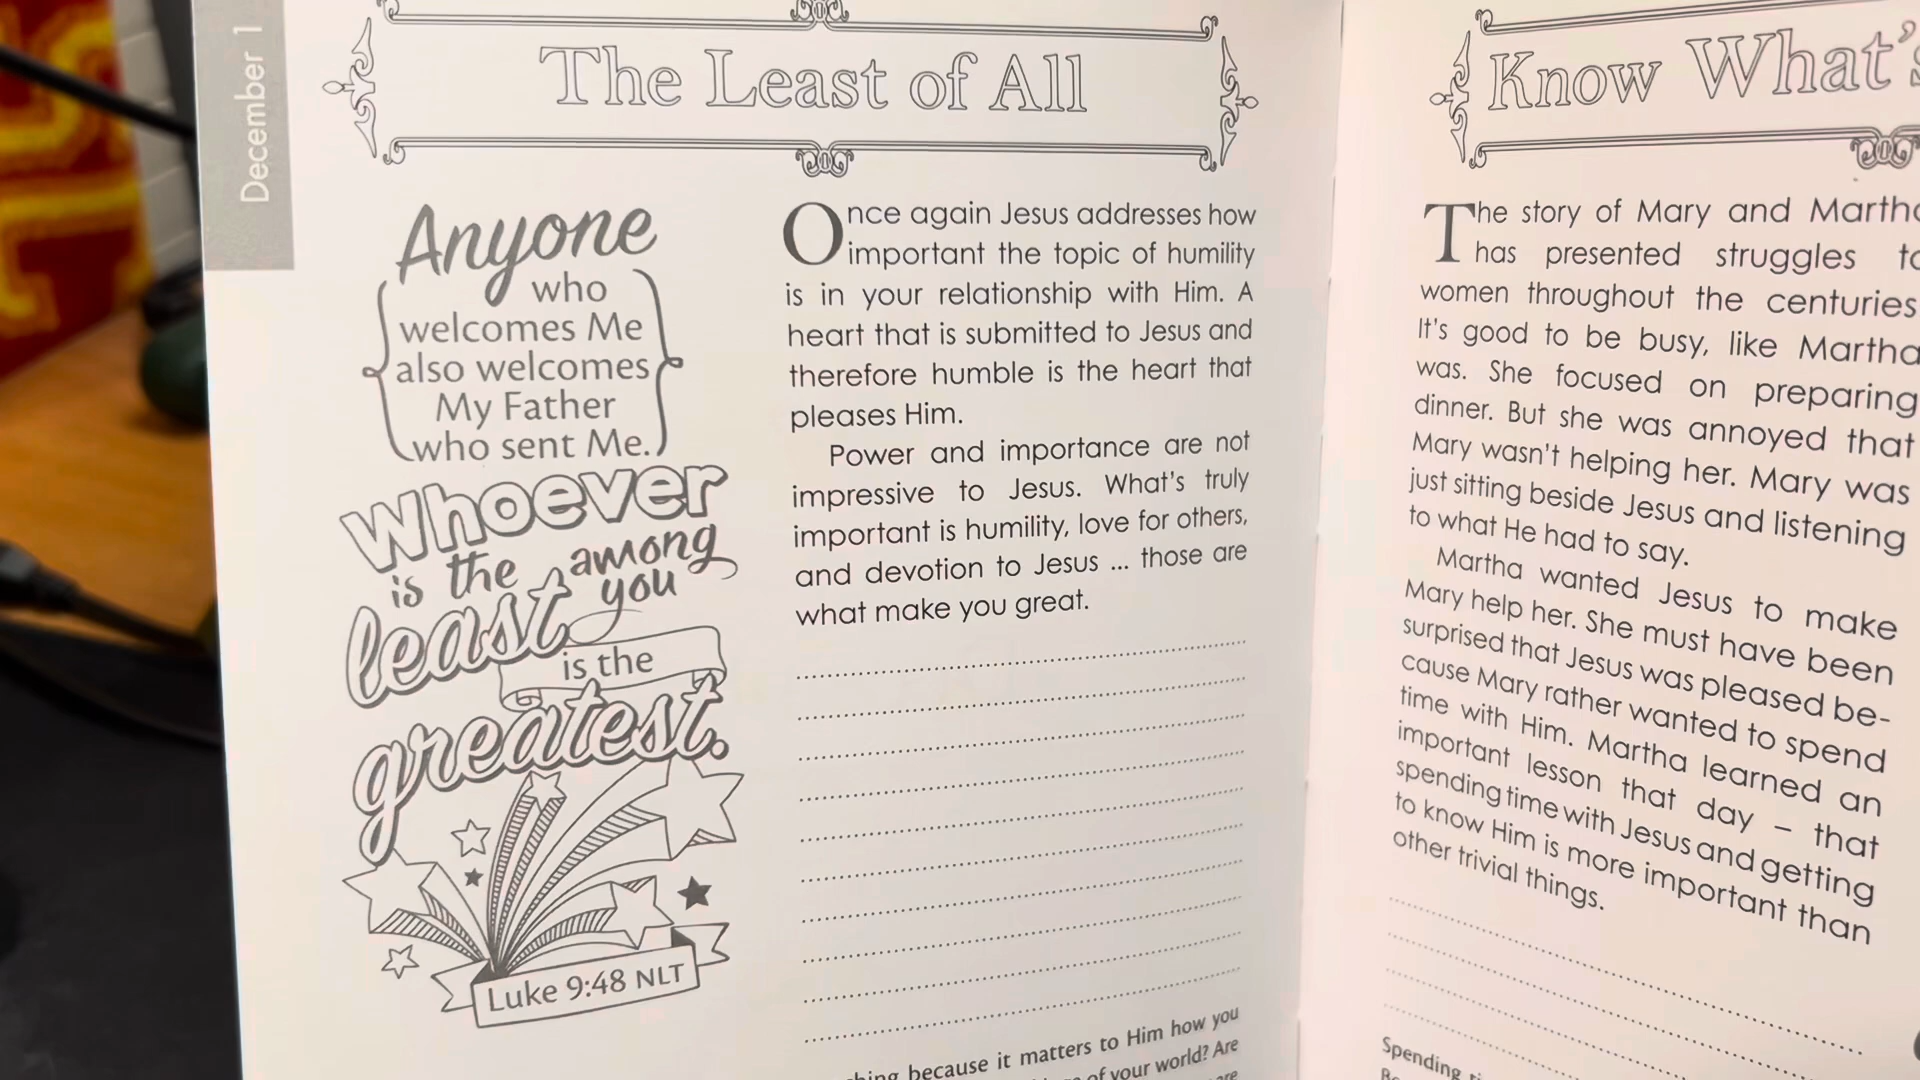 December 1
The Least of All
Anyone
who
welcomes Me
also welcomes
My Father
who sent Me.
Whoever
is the among
least you
is the
greatest.
Luke 9:48 NLT
Once again Jesus addresses how
important the topic of humility
is in your relationship with Him. A
heart that is submitted to Jesus and
therefore humble is the heart that
pleases Him.
Power and importance are not
impressive to Jesus. What's truly
important is humility, love for others,
and devotion to Jesus ... those are
what make you great.
because it matters to Him how you
of your world? Are
Know What's
The story of Mary and Martha
has presented struggles to
women throughout the centuries.
It's good to be busy, like Martha
was. She focused on preparing
dinner. But she was annoyed that
Mary wasn't helping her. Mary was
just sitting beside Jesus and listening
to what He had to say.
Martha wanted Jesus to make
Mary help her. She must have been
surprised that Jesus was pleased be-
cause Mary rather wanted to spend
time with Him. Martha learned an
important lesson that day – that
spending time with Jesus and getting
to know Him is more important than
other trivial things.
Spending